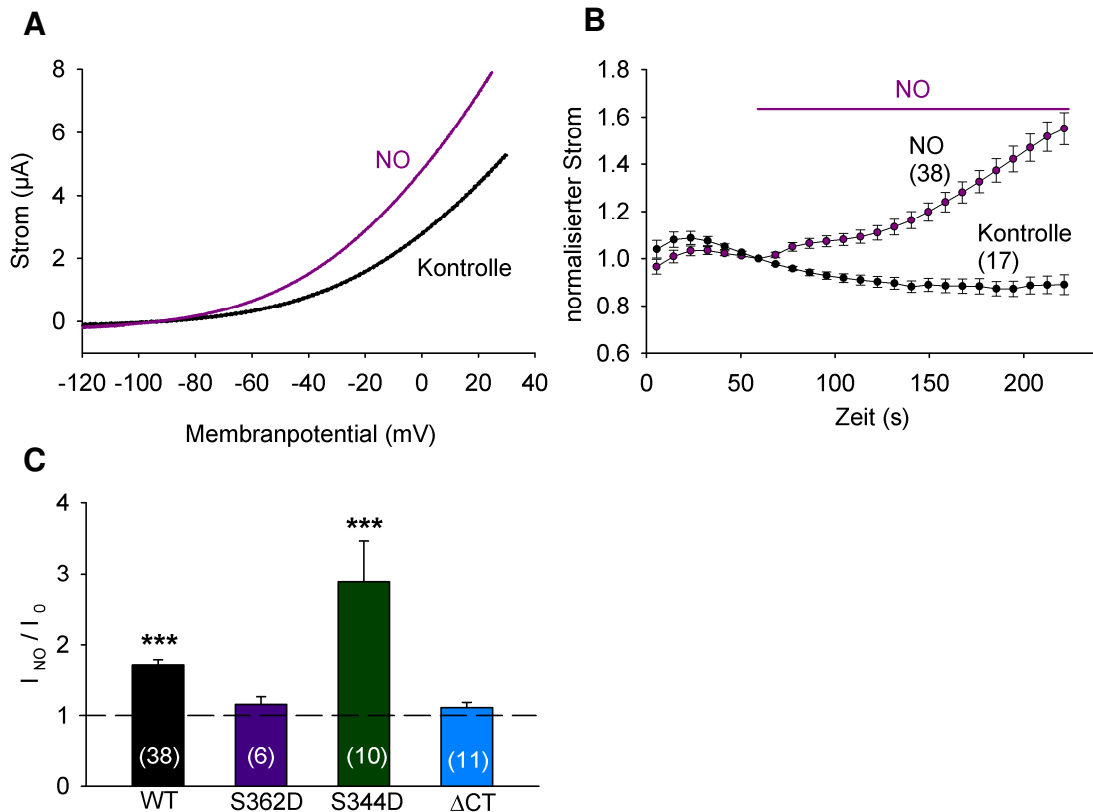 A
8
6
4
2
0
Strom (µA)
NO
Kontrolle
-120 -100 -80 -60 -40 -20 0 20 40
Membranpotential (mV)
B
1.8
1.6
1.4
1.2
1.0
0.8
0.6
normalisierter Strom
NO
NO
(38)
Kontrolle
(17)
0 50 100 150 200
Zeit (s)
C
4
3
2
1
0
I NO / I 0
***
***
(38) (6) (10) (11)
WT S362D S344D ΔCT